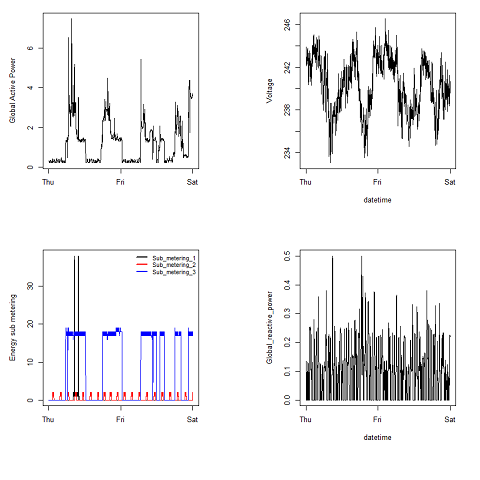 Global Active Power
0 2 4 6
Thu Fri Sat
Voltage
234 238 242 246
Thu Fri Sat
datetime
Energy sub metering
0 10 20 30
Sub_metering_1
Sub_metering_2
Sub_metering_3
Thu Fri Sat
Global_reactive_power
0.0 0.1 0.2 0.3 0.4 0.5
Thu Fri Sat
datetime